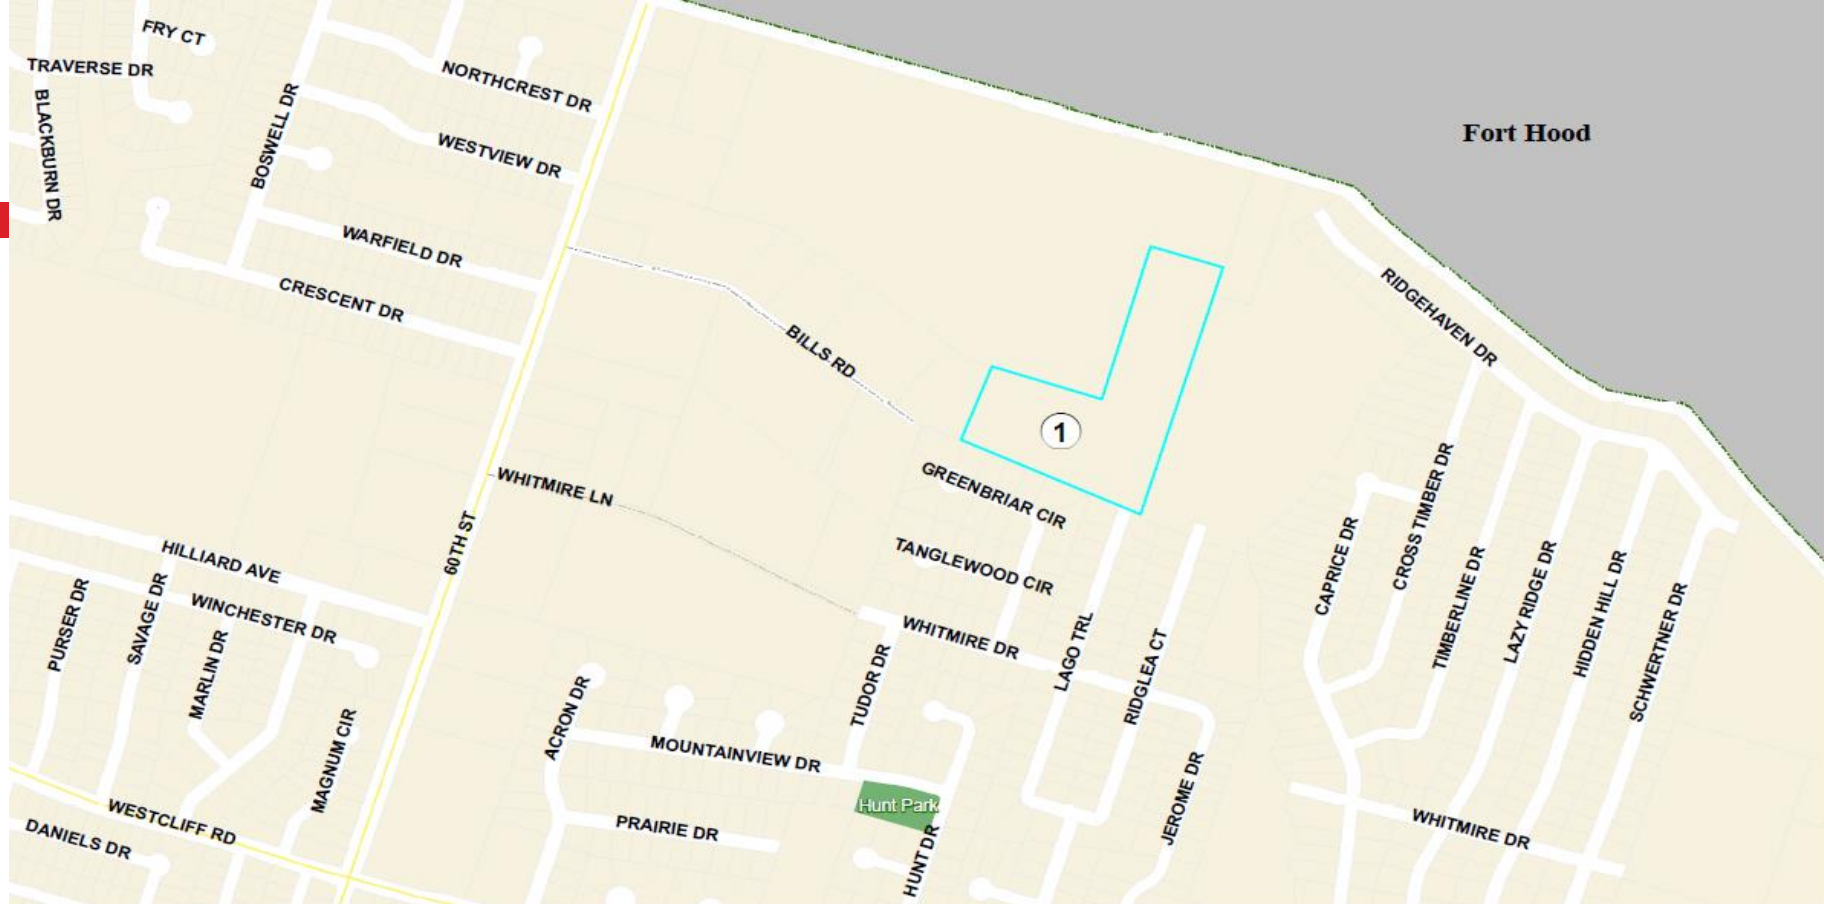 FRY CT
TRAVERSE DR
BLACKBURN DR
BOSWELL DR
NORTHCREST DR
WESTVIEW DR
WARFIELD DR
CRESCENT DR
Fort Hood
BILLS RD
RIDGEHAVEN DR
1
GREENBRIAR CIR
TANGLEWOOD CIR
WHITMIRE LN
60TH ST
HILLIARD AVE
WINCHESTER DR
PURSER DR
SAVAGE DR
MARLIN DR
MAGNUM CIR
WESTCLIFF RD
DANIELS DR
ACRON DR
MOUNTAINVIEW DR
PRAIRIE DR
TUDOR DR
WHITMIRE DR
LAGO TRL
RIDGLEA CT
JEROME DR
Hunt Park
HUNT DR
CAPRICE DR
CROSS TIMBER DR
TIMBERLINE DR
LAZY RIDGE DR
HIDDEN HILL DR
SCHWERTNER DR
WHITMIRE DR